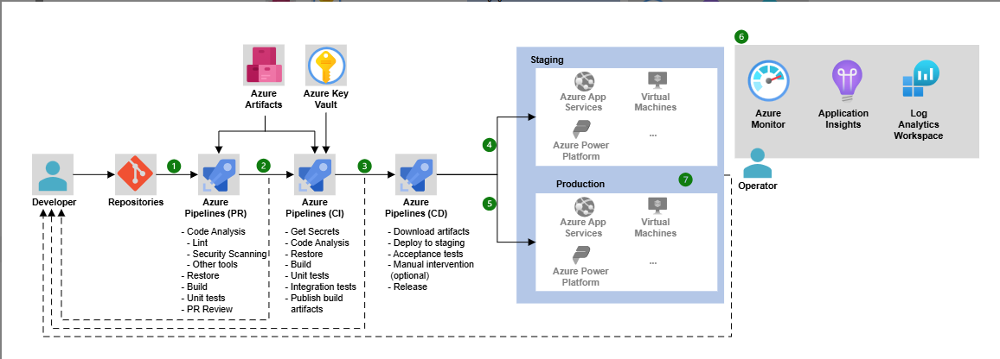 6
Staging
Azure App
Services
Virtual
Machines
Azure Power
Platform
...
Azure
Monitor
Application
Insights
Log
Analytics
Workspace
Azure
Artifacts
Azure Key
Vault
1
2
3
4
5
Developer
Repositories
Azure
Pipelines (PR)
- Code Analysis
- Lint
- Security Scanning
- Other tools
- Restore
- Build
- Unit tests
- PR Review
Azure
Pipelines (CI)
- Get Secrets
- Code Analysis
- Restore
- Build
- Unit tests
- Integration tests
- Publish build
artifacts
Azure
Pipelines (CD)
- Download artifacts
- Deploy to staging
- Acceptance tests
- Manual intervention
(optional)
- Release
Production
7
Azure App
Services
Virtual
Machines
Azure Power
Platform
...
Operator